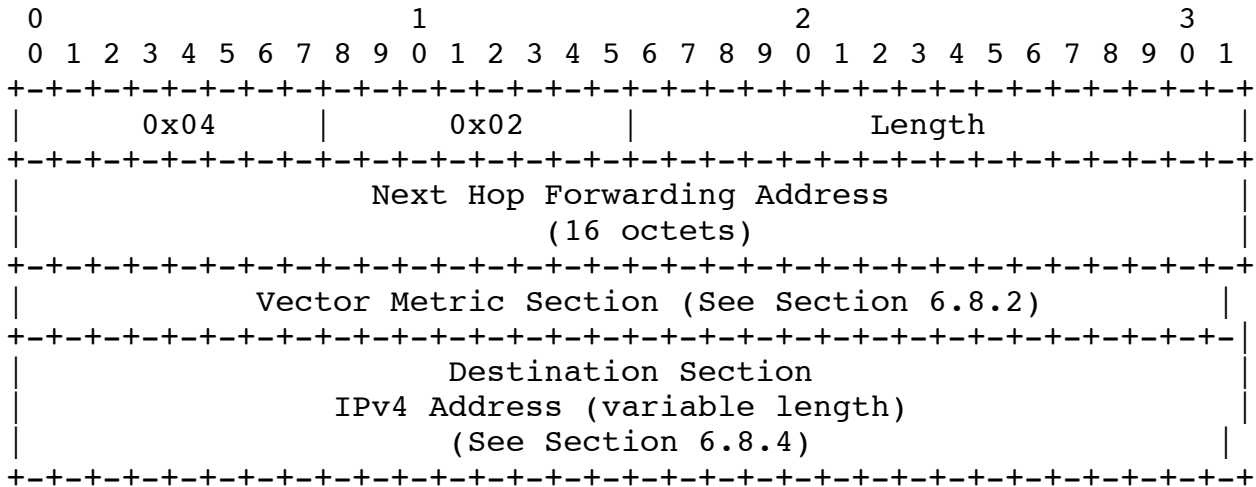 0                   1                   2                   3
 0 1 2 3 4 5 6 7 8 9 0 1 2 3 4 5 6 7 8 9 0 1 2 3 4 5 6 7 8 9 0 1
+-+-+-+-+-+-+-+-+-+-+-+-+-+-+-+-+-+-+-+-+-+-+-+-+-+-+-+-+-+-+-+-+
|      0x04     |      0x02     |            Length             |
+-+-+-+-+-+-+-+-+-+-+-+-+-+-+-+-+-+-+-+-+-+-+-+-+-+-+-+-+-+-+-+-+
|                  Next Hop Forwarding Address                  |
|                           (16 octets)                         |
+-+-+-+-+-+-+-+-+-+-+-+-+-+-+-+-+-+-+-+-+-+-+-+-+-+-+-+-+-+-+-+-+
|            Vector Metric Section (See Section 6.8.2)         |
+-+-+-+-+-+-+-+-+-+-+-+-+-+-+-+-+-+-+-+-+-+-+-+-+-+-+-+-+-+-+-+-|
|                      Destination Section                      |
|                IPv4 Address (variable length)                 |
|                      (See Section 6.8.4)                     |
+-+-+-+-+-+-+-+-+-+-+-+-+-+-+-+-+-+-+-+-+-+-+-+-+-+-+-+-+-+-+-+-+